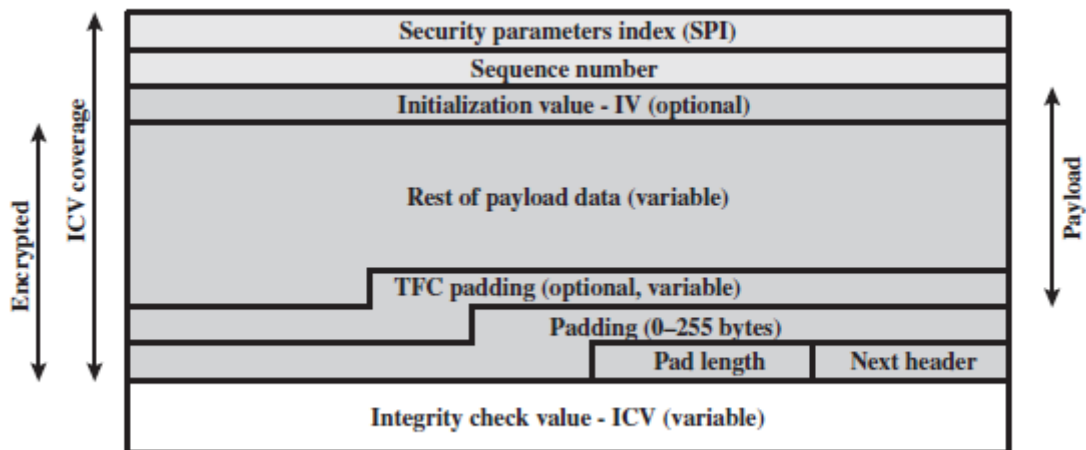 Security parameters index (SPI)
Sequence number
Initialization value - IV (optional)
Rest of payload data (variable)
TFC padding (optional, variable)
Padding (0–255 bytes)
Pad length
Next header
Integrity check value - ICV (variable)
Encrypted
ICV coverage
Payload